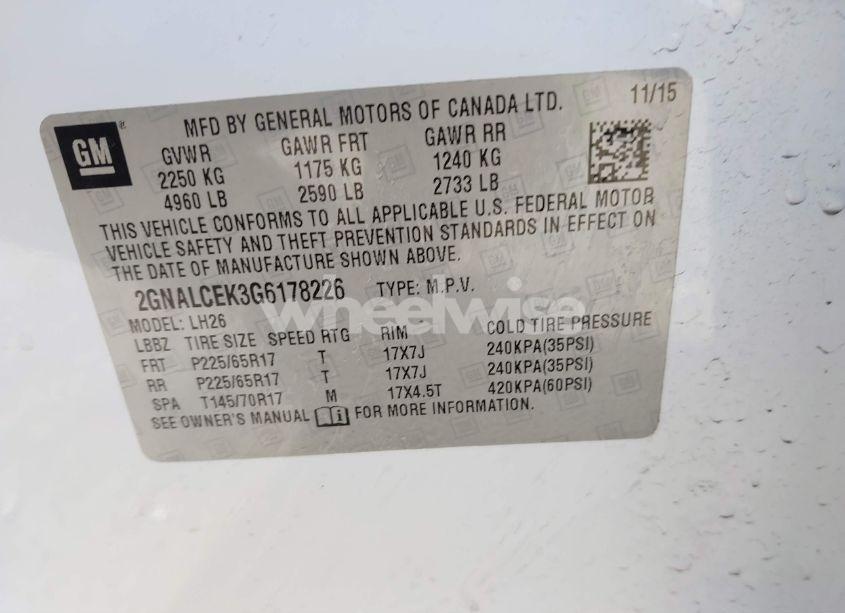 GM
MFD BY GENERAL MOTORS OF CANADA LTD. 11/15
GVWR GAWR FRT GAWR RR
2250 KG 1175 KG 1240 KG
4960 LB 2590 LB 2733 LB
THIS VEHICLE CONFORMS TO ALL APPLICABLE U.S. FEDERAL MOTOR
VEHICLE SAFETY AND THEFT PREVENTION STANDARDS IN EFFECT ON
THE DATE OF MANUFACTURE SHOWN ABOVE.
2GNALCEK3G6178226 TYPE: M.P.V.
wheelwise
MODEL: LH26
LBBZ TIRE SIZE SPEED RTG RIM COLD TIRE PRESSURE
FRT P225/65R17 T 17X7J 240KPA(35PSI)
RR P225/65R17 T 17X7J 240KPA(35PSI)
SPA T145/70R17 M 17X4.5T 420KPA(60PSI)
SEE OWNER'S MANUAL FOR MORE INFORMATION.